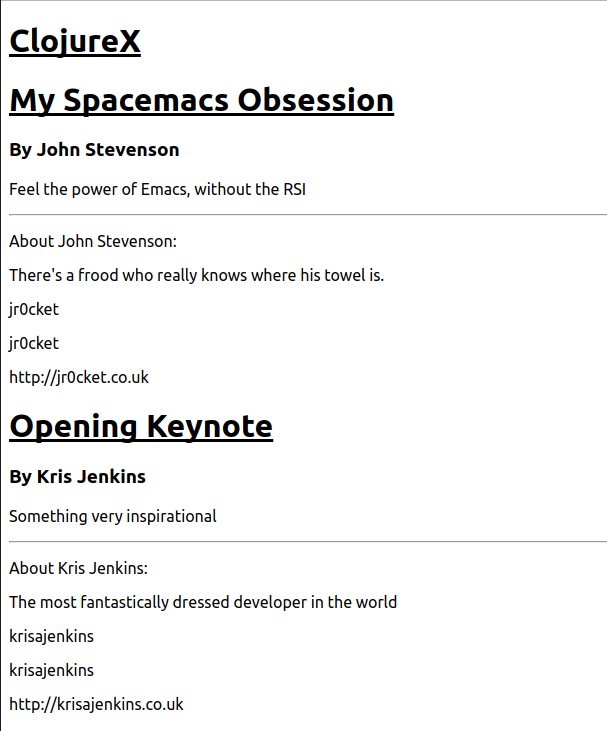 ClojureX
My Spacemacs Obsession
By John Stevenson
Feel the power of Emacs, without the RSI
About John Stevenson:
There's a frood who really knows where his towel is.
jr0cket
jr0cket
http://jr0cket.co.uk
Opening Keynote
By Kris Jenkins
Something very inspirational
About Kris Jenkins:
The most fantastically dressed developer in the world
krisajenkins
krisajenkins
http://krisajenkins.co.uk